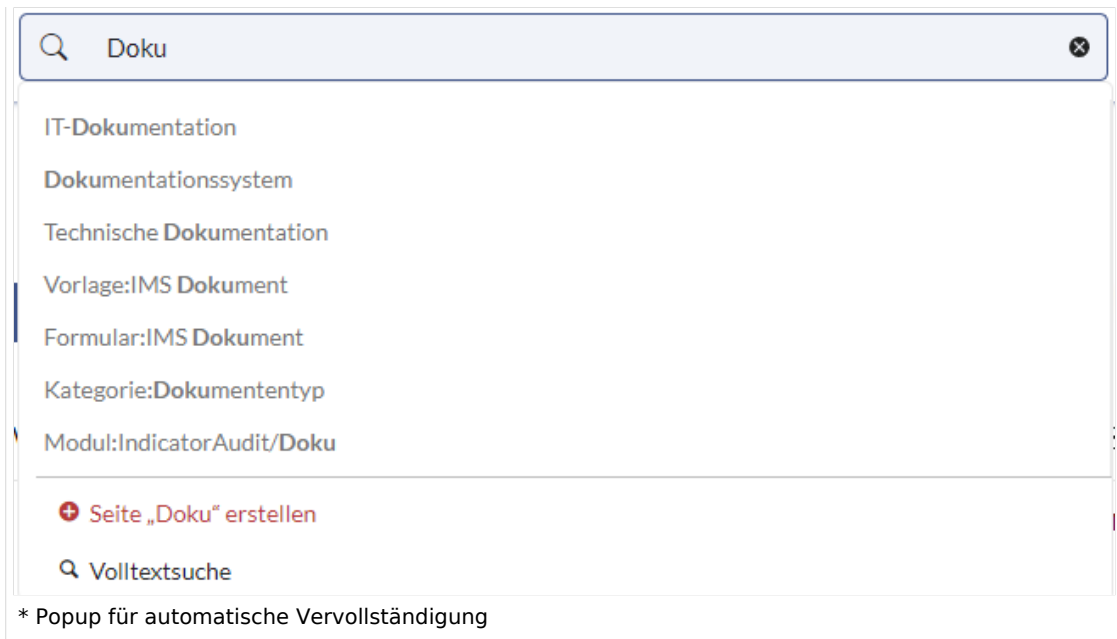 Doku
IT-Dokumentation
Dokumentationssystem
Technische Dokumentation
Vorlage:IMS Dokument
Formular:IMS Dokument
Kategorie:Dokumententyp
Modul:IndicatorAudit/Doku
Seite „Doku“ erstellen
Volltextsuche
* Popup für automatische Vervollständigung